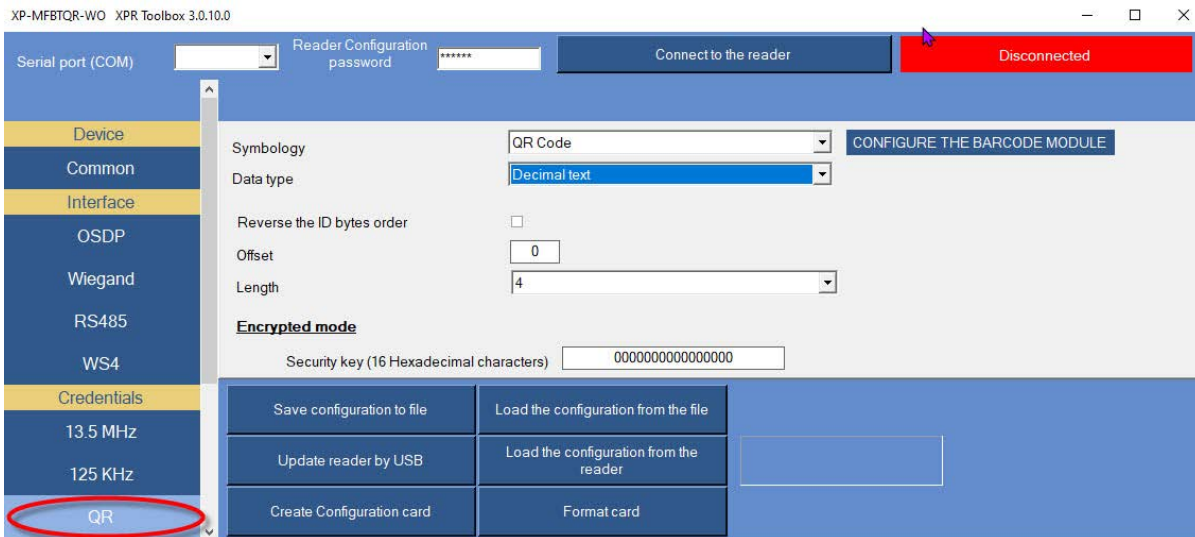 XP-MFBTQR-WO XPR Toolbox 3.0.10.0
Serial port (COM)
Reader Configuration
password
******
Connect to the reader
Disconnected
Device
Common
Interface
OSDP
Wiegand
RS485
WS4
Credentials
13.5 MHz
125 KHz
QR
Symbology
QR Code
CONFIGURE THE BARCODE MODULE
Data type
Decimal text
Reverse the ID bytes order
Offset
0
Length
4
Encrypted mode
Security key (16 Hexadecimal characters)
0000000000000000
Save configuration to file
Load the configuration from the file
Update reader by USB
Load the configuration from the
reader
Create Configuration card
Format card